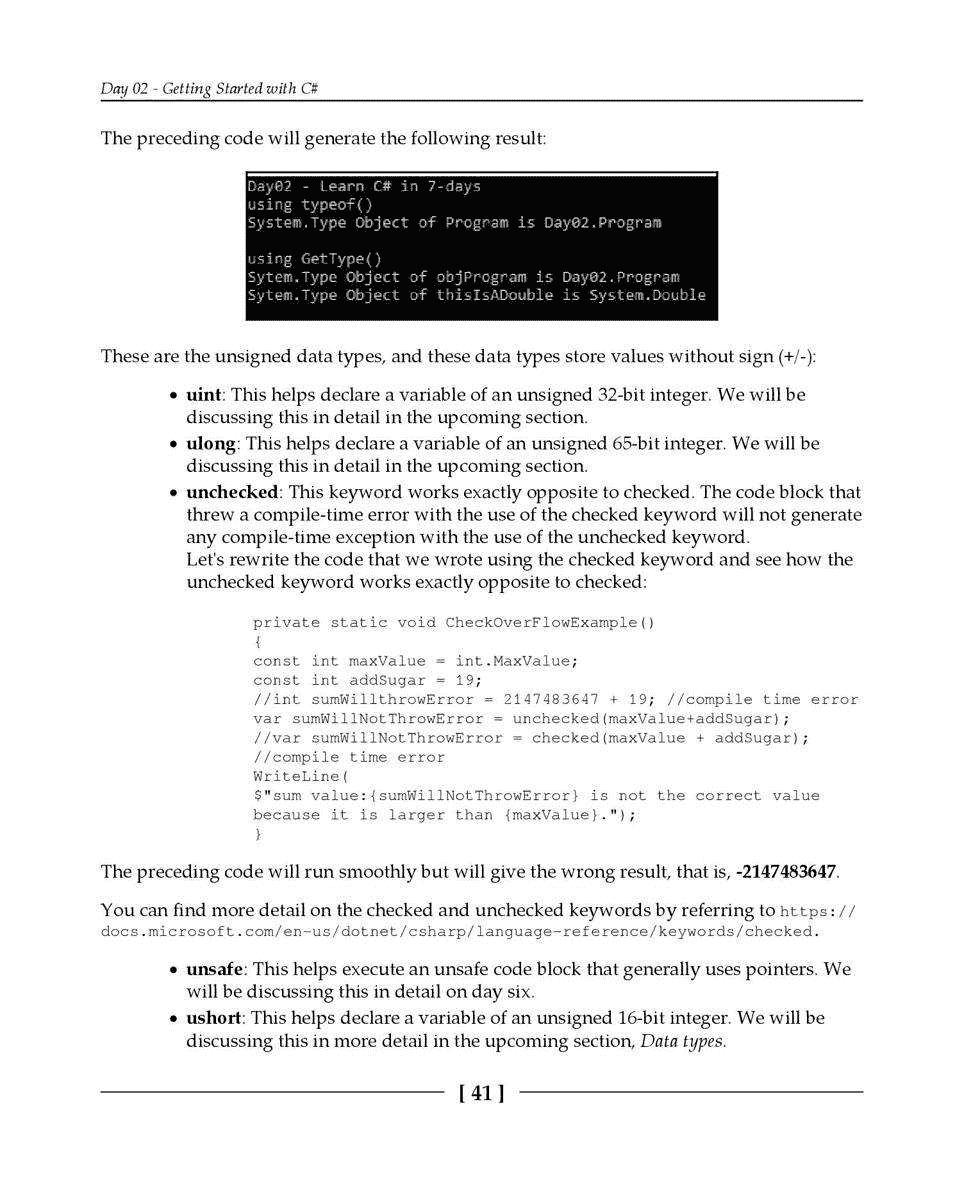 Day 02 - Getting Started with C#
The preceding code will generate the following result:
Day02 - Learn C# in 7-days
using typeof()
System.Type Object of Program is Day02.Program
using GetType()
Sytem.Type Object of objProgram is Day02.Program
Sytem.Type Object of thisIsADouble is System.Double
These are the unsigned data types, and these data types store values without sign (+/-):
• uint: This helps declare a variable of an unsigned 32-bit integer. We will be
discussing this in detail in the upcoming section.
• ulong: This helps declare a variable of an unsigned 65-bit integer. We will be
discussing this in detail in the upcoming section.
• unchecked: This keyword works exactly opposite to checked. The code block that
threw a compile-time error with the use of the checked keyword will not generate
any compile-time exception with the use of the unchecked keyword.
Let's rewrite the code that we wrote using the checked keyword and see how the
unchecked keyword works exactly opposite to checked:
private static void CheckOverFlowExample()
{
const int maxValue = int.MaxValue;
const int addSugar = 19;
//int sumWillthrowError = 2147483647 + 19; //compile time error
var sumWillNotThrowError = unchecked(maxValue+addSugar);
//var sumWillNotThrowError = checked(maxValue + addSugar);
//compile time error
WriteLine(
$"sum value:{sumWillNotThrowError} is not the correct value
because it is larger than {maxValue}.");
}
The preceding code will run smoothly but will give the wrong result, that is, -2147483647.
You can find more detail on the checked and unchecked keywords by referring to https://
docs.microsoft.com/en-us/dotnet/csharp/language-reference/keywords/checked.
• unsafe: This helps execute an unsafe code block that generally uses pointers. We
will be discussing this in detail on day six.
• ushort: This helps declare a variable of an unsigned 16-bit integer. We will be
discussing this in more detail in the upcoming section, Data types.
[ 41 ]